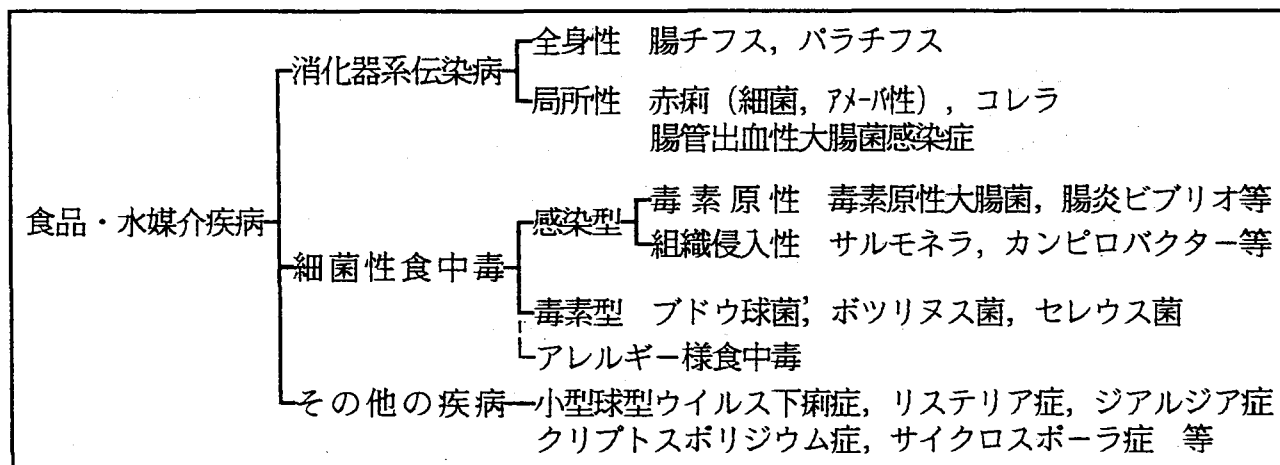 全身性 腸チフス，パラチフス
消化器系伝染病
局所性 赤痢（細菌，アメーバ性），コレラ
腸管出血性大腸菌感染症
食品・水媒介疾病
感染型
毒素原性 毒素原性大腸菌，腸炎ビブリオ等
組織侵入性 サルモネラ，カンピロバクター等
細菌性食中毒
毒素型 ブドウ球菌，ボツリヌス菌，セレウス菌
アレルギー様食中毒
その他の疾病 小型球型ウイルス下痢症，リステリア症，ジアルジア症
クリプトスポリジウム症，サイクロスポーラ症 等